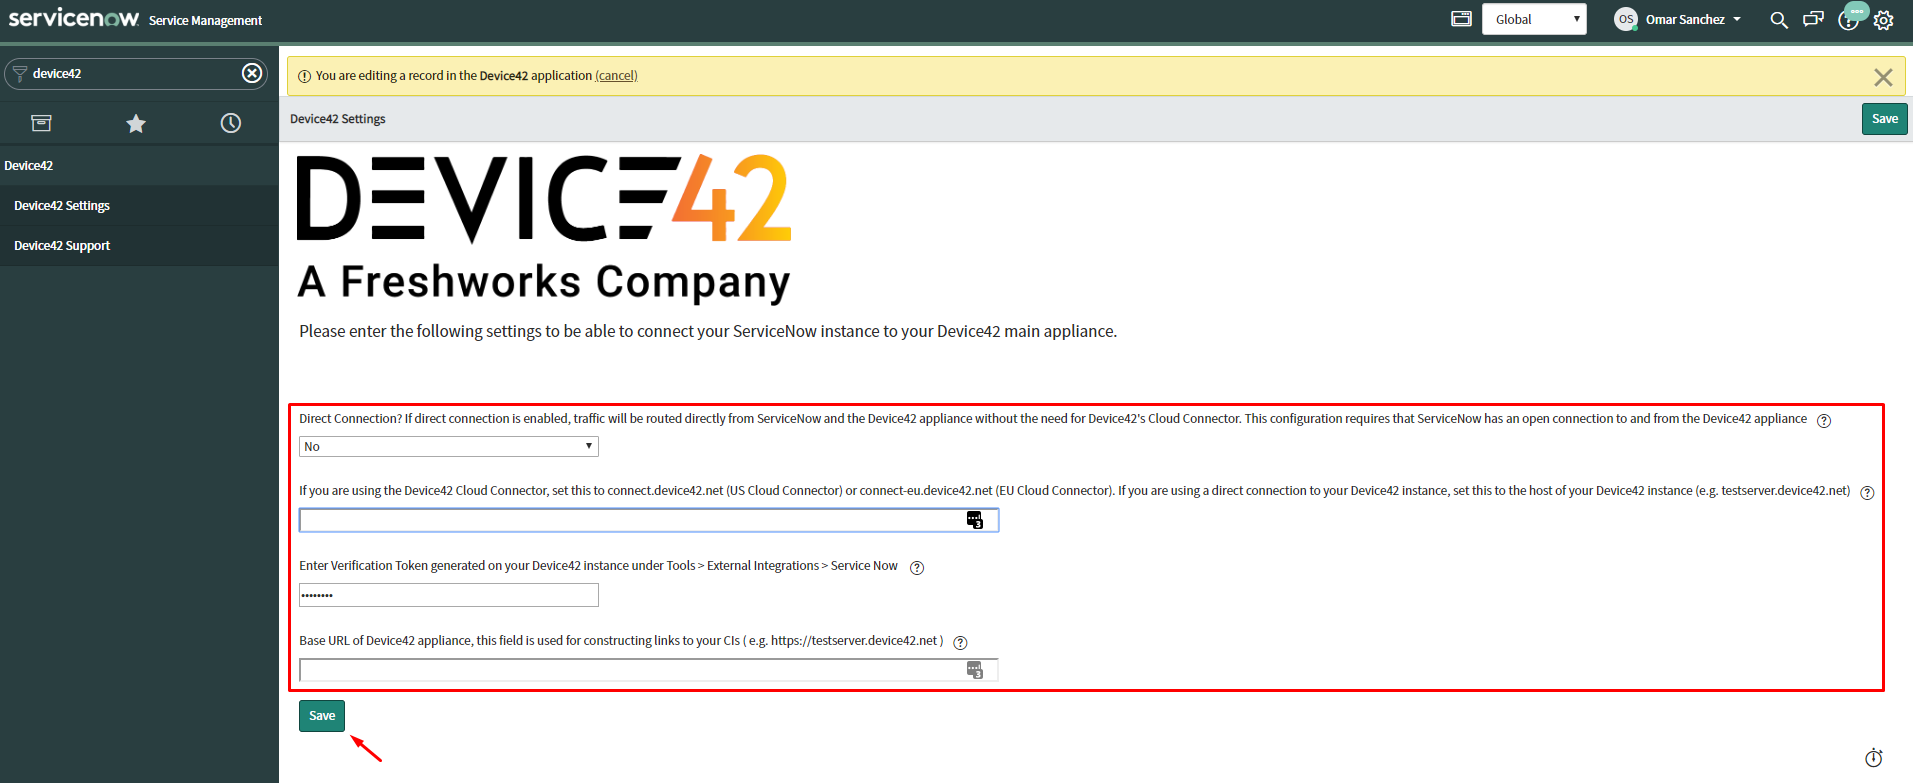 servicenow Service Management
Global
OS
Omar Sanchez
device42
You are editing a record in the Device42 application (cancel)
Device42 Settings
Save
Device42
Device42 Settings
Device42 Support
DEVICE42
A Freshworks Company
Please enter the following settings to be able to connect your ServiceNow instance to your Device42 main appliance.
Direct Connection? If direct connection is enabled, traffic will be routed directly from ServiceNow and the Device42 appliance without the need for Device42's Cloud Connector. This configuration requires that ServiceNow has an open connection to and from the Device42 appliance
No
If you are using the Device42 Cloud Connector, set this to connect.device42.net (US Cloud Connector) or connect-eu.device42.net (EU Cloud Connector). If you are using a direct connection to your Device42 instance, set this to the host of your Device42 instance (e.g. testserver.device42.net)
3
Enter Verification Token generated on your Device42 instance under Tools > External Integrations > Service Now
••••••••
Base URL of Device42 appliance, this field is used for constructing links to your CIs ( e.g. https://testserver.device42.net )
3
Save